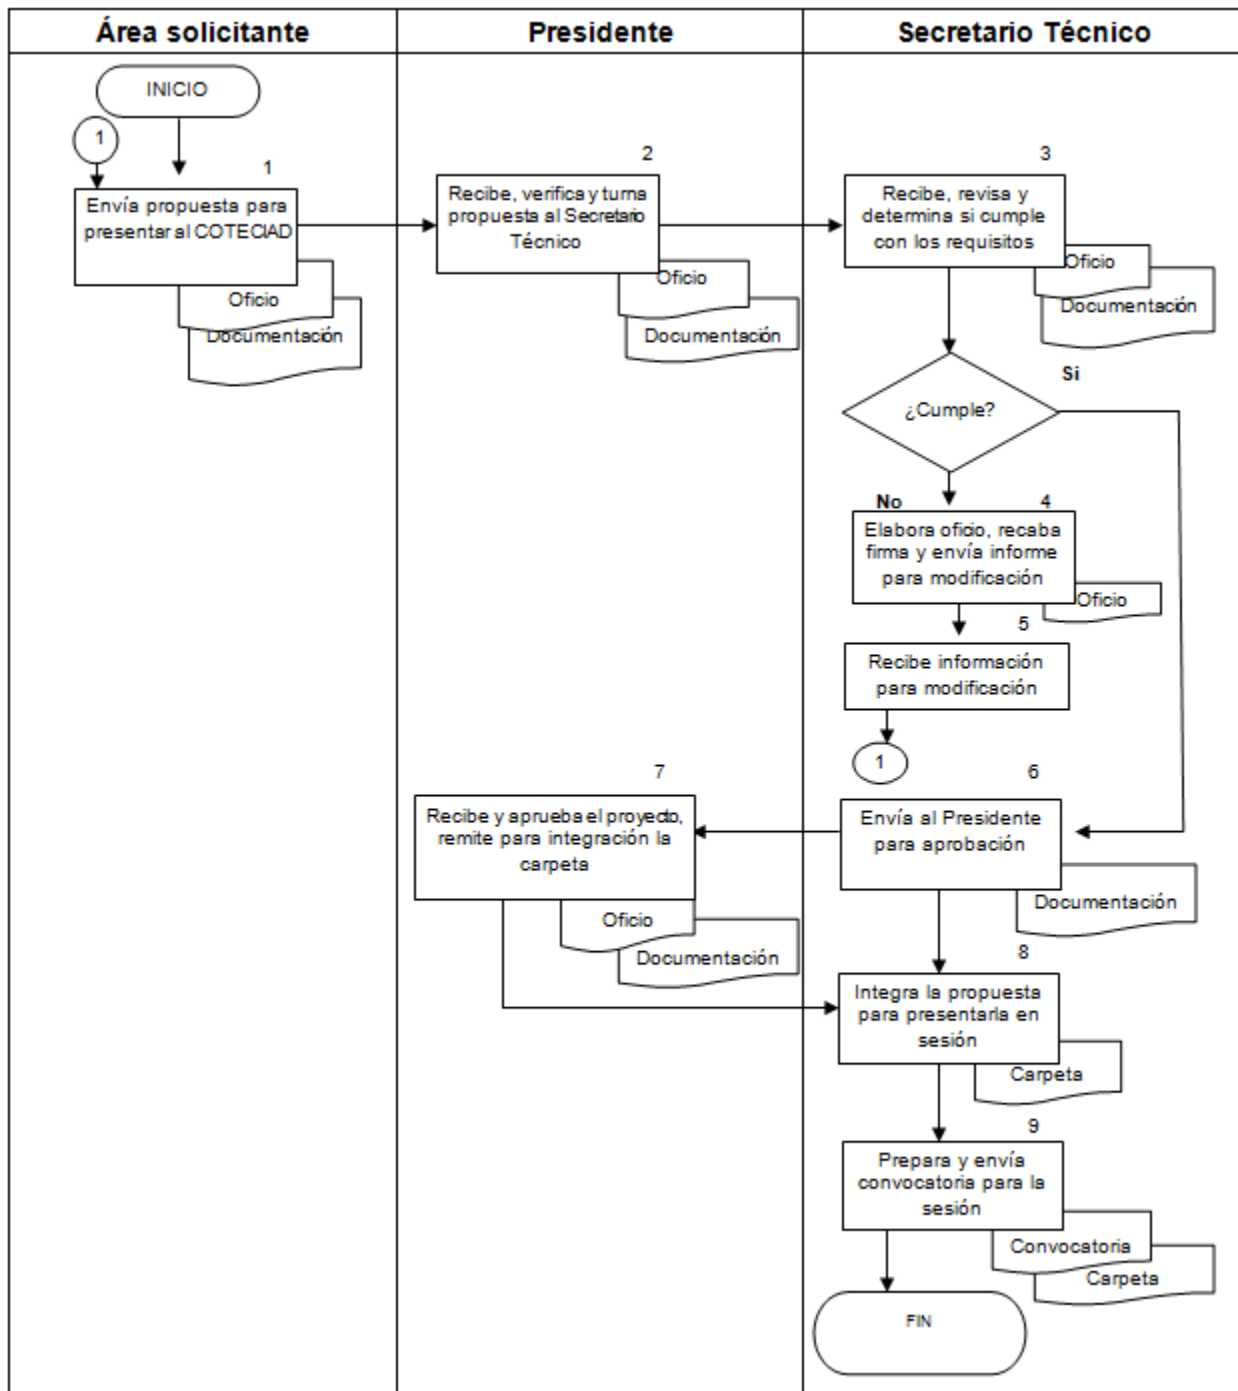 Área solicitante
Presidente
Secretario Técnico
INICIO
1
1
Envía propuesta para
presentar al COTECIAD
Oficio
Documentación
2
Recibe, verifica y turna
propuesta al Secretario
Técnico
Oficio
Documentación
3
Recibe, revisa y
determina si cumple
con los requisitos
Oficio
Documentación
¿Cumple?
Si
No
4
Elabora oficio, recaba
firma y envía informe
para modificación
Oficio
5
Recibe información
para modificación
1
6
Envía al Presidente
para aprobación
Documentación
7
Recibe y aprueba el proyecto,
remite para integración la
carpeta
Oficio
Documentación
8
Integra la propuesta
para presentarla en
sesión
Carpeta
9
Prepara y envía
convocatoria para la
sesión
Convocatoria
Carpeta
FIN